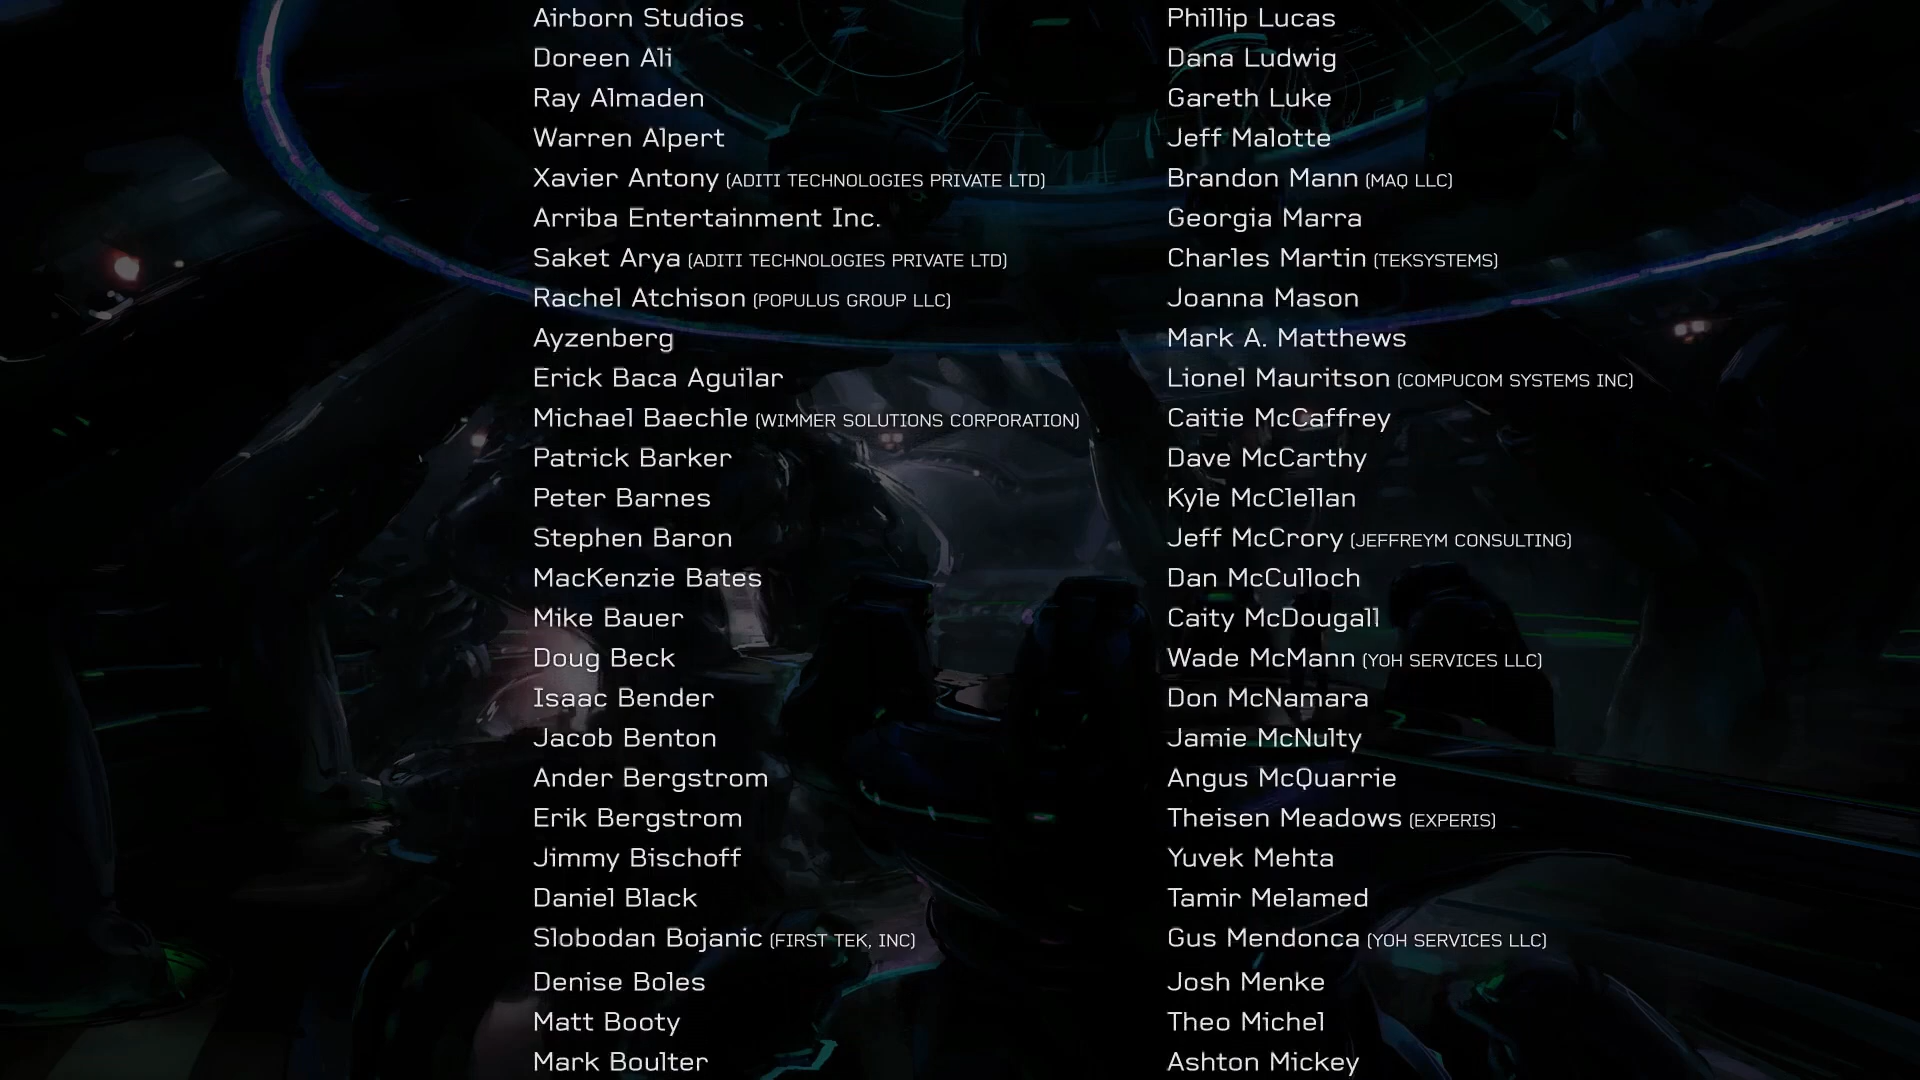 Airborn Studios
Doreen Ali
Ray Almaden
Warren Alpert
Xavier Antony (ADITI TECHNOLOGIES PRIVATE LTD)
Arriba Entertainment Inc.
Saket Arya (ADITI TECHNOLOGIES PRIVATE LTD)
Rachel Atchison (POPULUS GROUP LLC)
Ayzenberg
Erick Baca Aguilar
Michael Baechle (WIMMER SOLUTIONS CORPORATION)
Patrick Barker
Peter Barnes
Stephen Baron
MacKenzie Bates
Mike Bauer
Doug Beck
Isaac Bender
Jacob Benton
Ander Bergstrom
Erik Bergstrom
Jimmy Bischoff
Daniel Black
Slobodan Bojanic (FIRST TEK, INC)
Denise Boles
Matt Booty
Mark Boulter
Phillip Lucas
Dana Ludwig
Gareth Luke
Jeff Malotte
Brandon Mann (MAQ LLC)
Georgia Marra
Charles Martin (TEKSYSTEMS)
Joanna Mason
Mark A. Matthews
Lionel Mauritson (COMPUCOM SYSTEMS INC)
Caitie McCaffrey
Dave McCarthy
Kyle McClellan
Jeff McCrory (JEFFREYM CONSULTING)
Dan McCulloch
Caity McDougall
Wade McMann (YOH SERVICES LLC)
Don McNamara
Jamie McNulty
Angus McQuarrie
Theisen Meadows (EXPERIS)
Yuvek Mehta
Tamir Melamed
Gus Mendonca (YOH SERVICES LLC)
Josh Menke
Theo Michel
Ashton Mickey